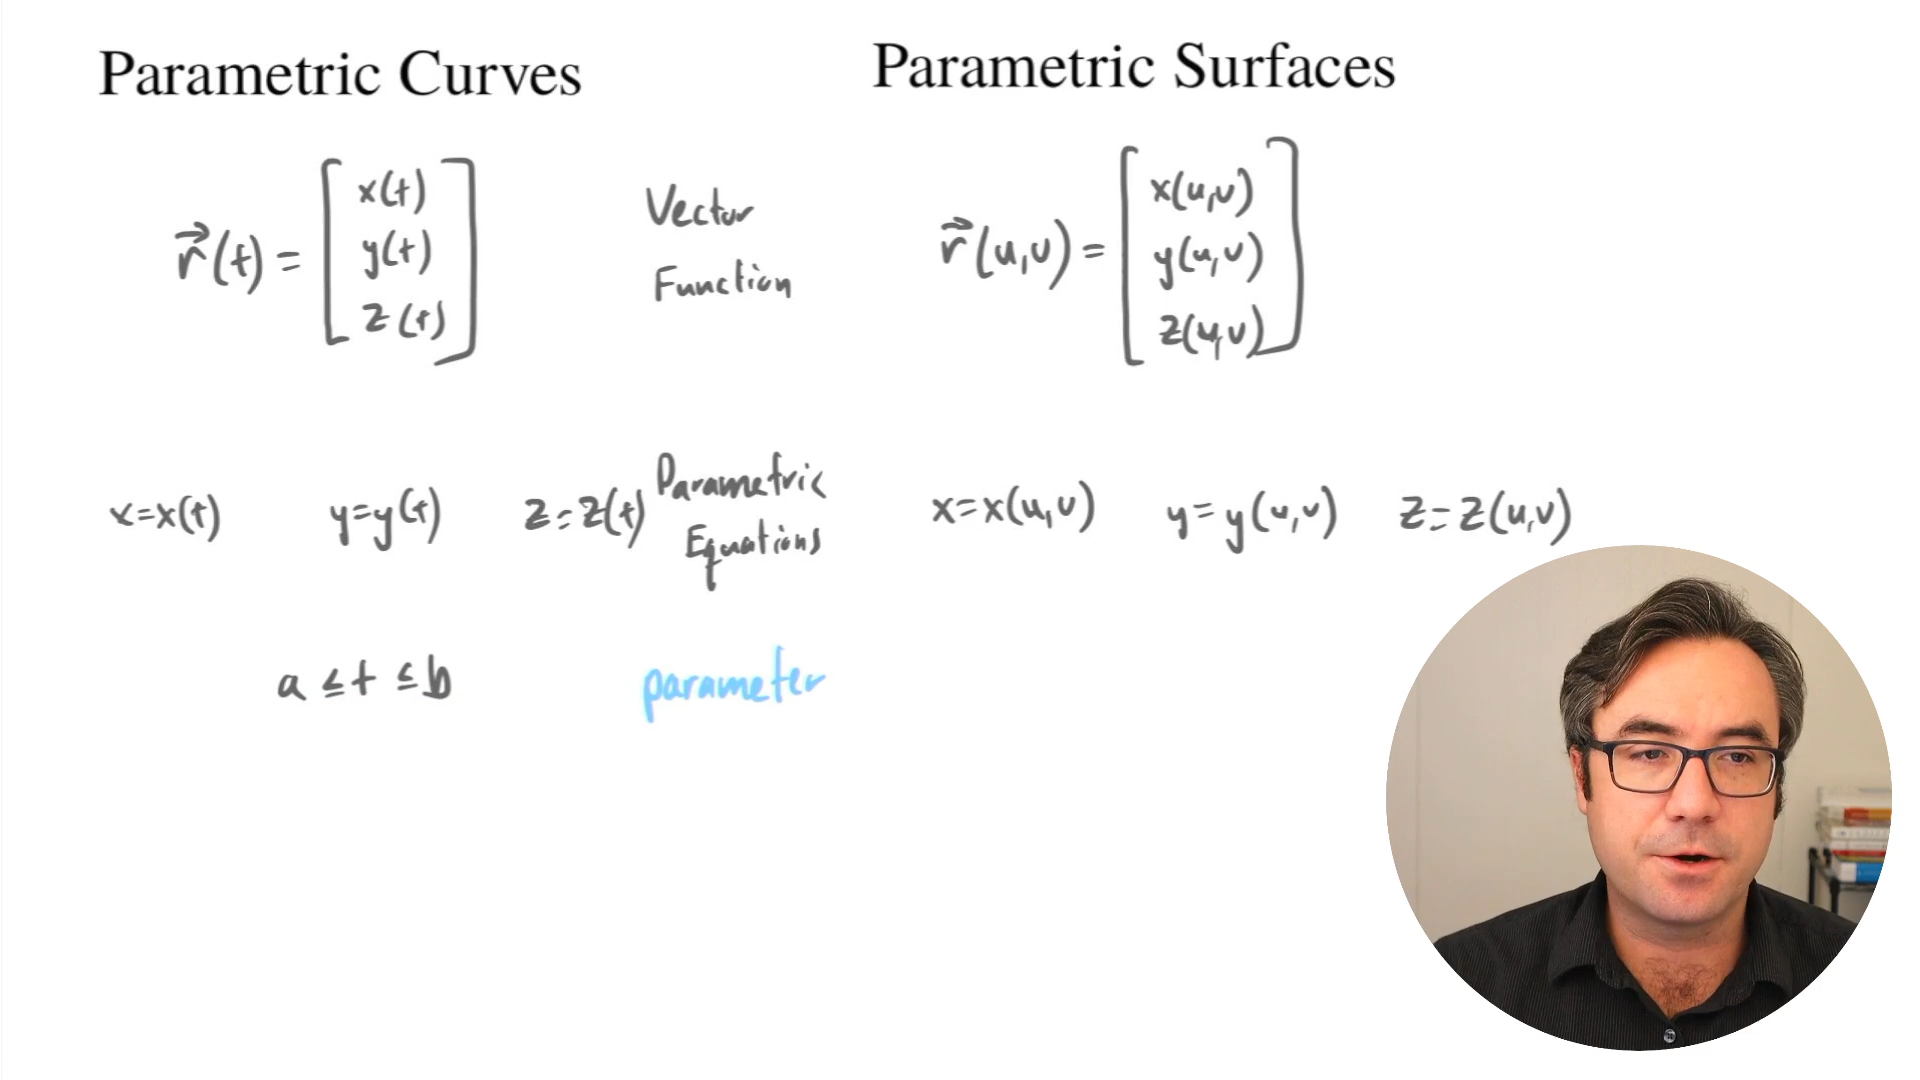 Parametric Curves
Parametric Surfaces
r⃗(t) = [ x(t)
y(t)
z(t) ]
Vector
Function
r⃗(u,v) = [ x(u,v)
y(u,v)
z(u,v) ]
x=x(t) y=y(t) z=z(t)
Parametric
Equations
x=x(u,v) y=y(u,v) z=z(u,v)
a ≤ t ≤ b
parameter